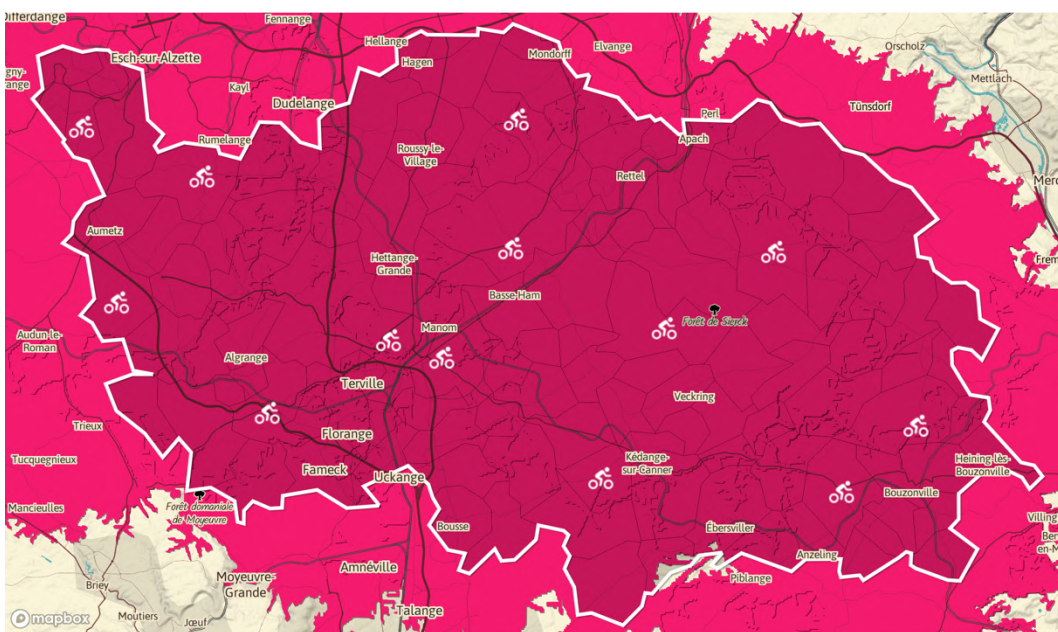 Differdange
Fennange
Hellange
Mondorff
Elvange
Orscholz
Esch-sur-Alzette
Hagen
Mettlach
Kayl
Dudelange
Tünsdorf
Perl
Rumelange
Apach
Roussy-le-
Village
Rettel
Aumetz
Hettange-
Grande
Basse-Ham
Forêt de Sierck
Manom
Audun-le-
Roman
Algrange
Terville
Veckring
Trieux
Florange
Tucquegnieux
Fameck
Uckange
Kédange-
sur-Canner
Heining-lès-
Bouzonville
Bouzonville
Mancieulles
Forêt domaniale
de Moyeuvre
Bousse
Ébersviller
Anzeling
Amnéville
Moyeuvre-
Grande
Piblange
Briey
Moutiers
Jœuf
Talange
mapbox